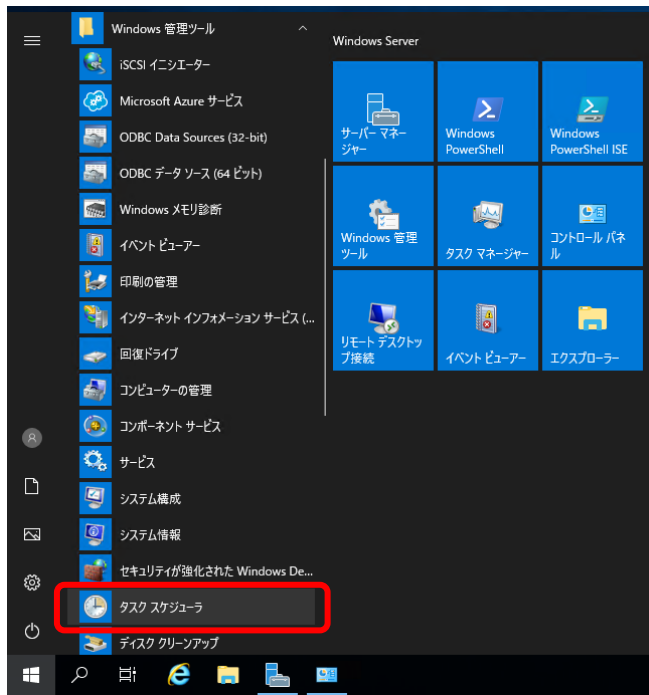 Windows 管理ツール
iSCSI イニシエーター
Microsoft Azure サービス
ODBC Data Sources (32-bit)
ODBC データ ソース (64 ビット)
Windows メモリ診断
イベント ビューアー
印刷の管理
インターネット インフォメーション サービス (...
回復ドライブ
コンピューターの管理
コンポーネント サービス
サービス
システム構成
システム情報
セキュリティが強化された Windows De...
タスク スケジューラ
ディスク クリーンアップ
Windows Server
サーバー マネー
ジャー
Windows
PowerShell
Windows
PowerShell ISE
Windows 管理
ツール
タスク マネージャー
コントロール パネ
ル
リモート デスクトッ
プ接続
イベント ビューアー
エクスプローラー